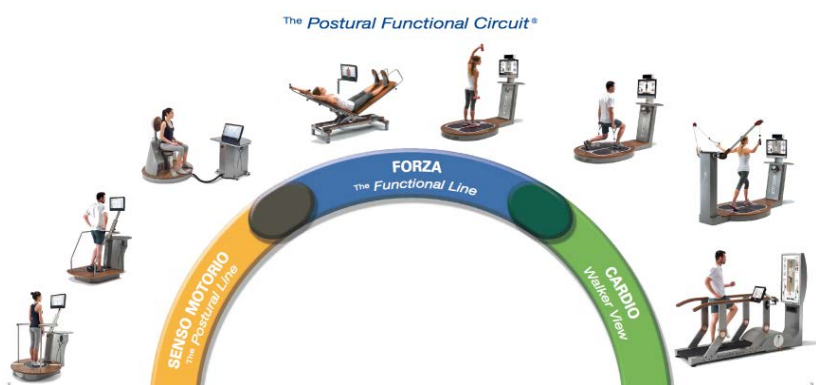 The Postural Functional Circuit®
FORZA
The Functional Line
SENSO MOTORIO
The Postural Line
CARDIO
Walker View